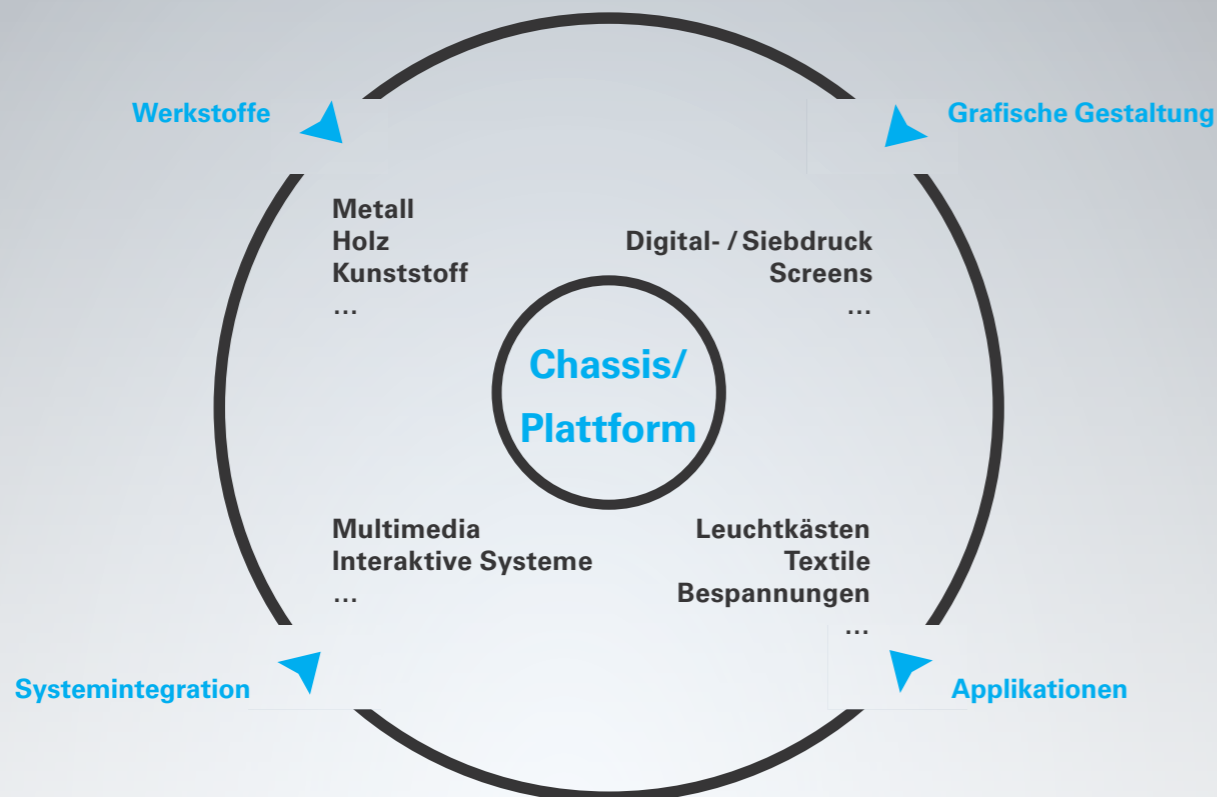 Werkstoffe
Grafische Gestaltung
Metall
Holz
Kunststoff
…
Digital- / Siebdruck
Screens
…
Chassis/
Plattform
Multimedia
Interaktive Systeme
…
Leuchtkästen
Textile
Bespannungen
…
Systemintegration
Applikationen